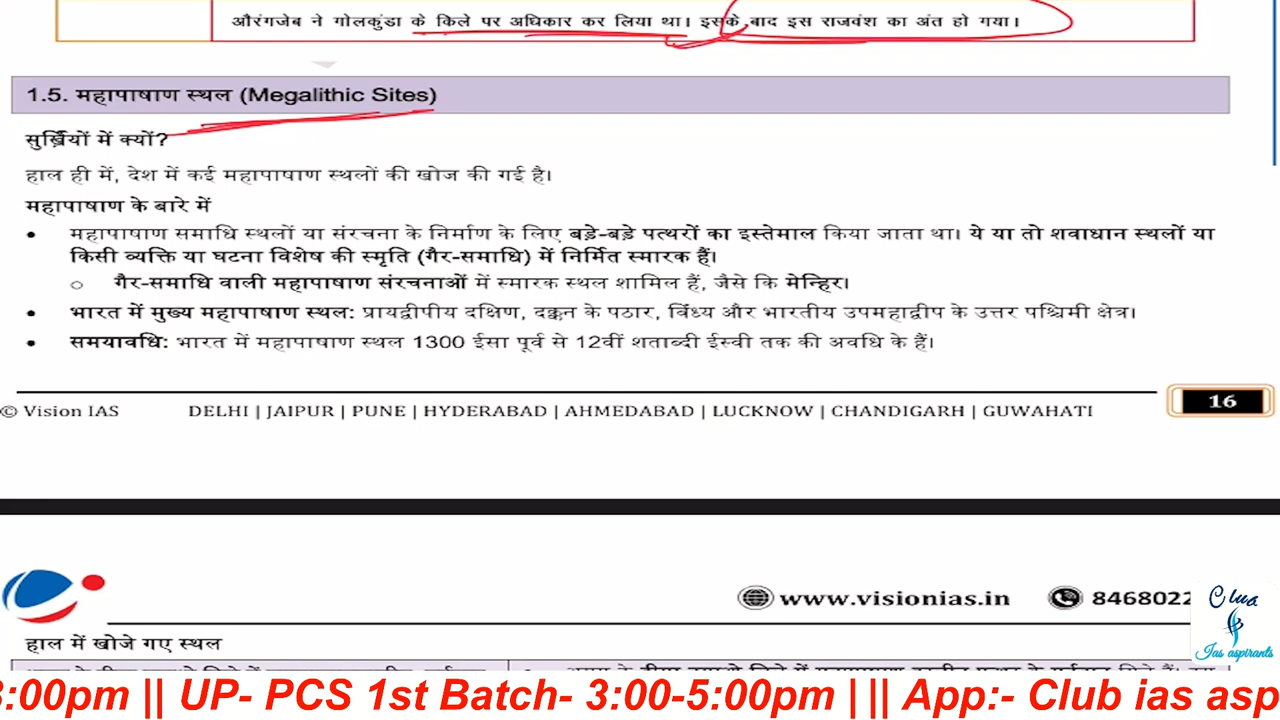 औरंगजेब ने गोलकुंडा के किले पर अधिकार कर लिया था। इसके बाद इस राजवंश का अंत हो गया।
1.5. महापाषाण स्थल (Megalithic Sites)
सुर्ख़ियों में क्यों?
हाल ही में, देश में कई महापाषाण स्थलों की खोज की गई है।
महापाषाण के बारे में
• महापाषाण समाधि स्थलों या संरचना के निर्माण के लिए बड़े-बड़े पत्थरों का इस्तेमाल किया जाता था। ये या तो शवाधान स्थलों या
किसी व्यक्ति या घटना विशेष की स्मृति (गैर-समाधि) में निर्मित स्मारक हैं।
○ गैर-समाधि वाली महापाषाण संरचनाओं में स्मारक स्थल शामिल हैं, जैसे कि मेन्हिर।
• भारत में मुख्य महापाषाण स्थल: प्रायद्वीपीय दक्षिण, दक्कन के पठार, विंध्य और भारतीय उपमहाद्वीप के उत्तर पश्चिमी क्षेत्र।
• समयावधि: भारत में महापाषाण स्थल 1300 ईसा पूर्व से 12वीं शताब्दी ईस्वी तक की अवधि के हैं।
© Vision IAS DELHI | JAIPUR | PUNE | HYDERABAD | AHMEDABAD | LUCKNOW | CHANDIGARH | GUWAHATI 16
www.visionias.in 8468022
Club
Ias aspirants
हाल में खोजे गए स्थल
3:00pm || UP- PCS 1st Batch- 3:00-5:00pm | || App:- Club ias asp